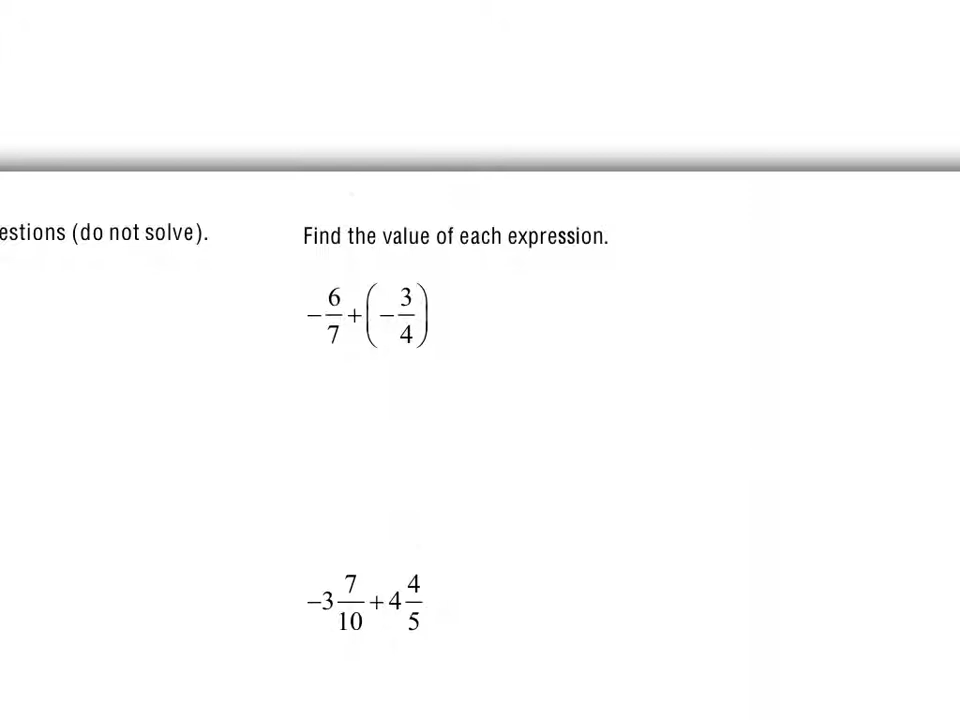 estions (do not solve).
Find the value of each expression.
−6/7 + (−3/4)
−3 7/10 + 4 4/5